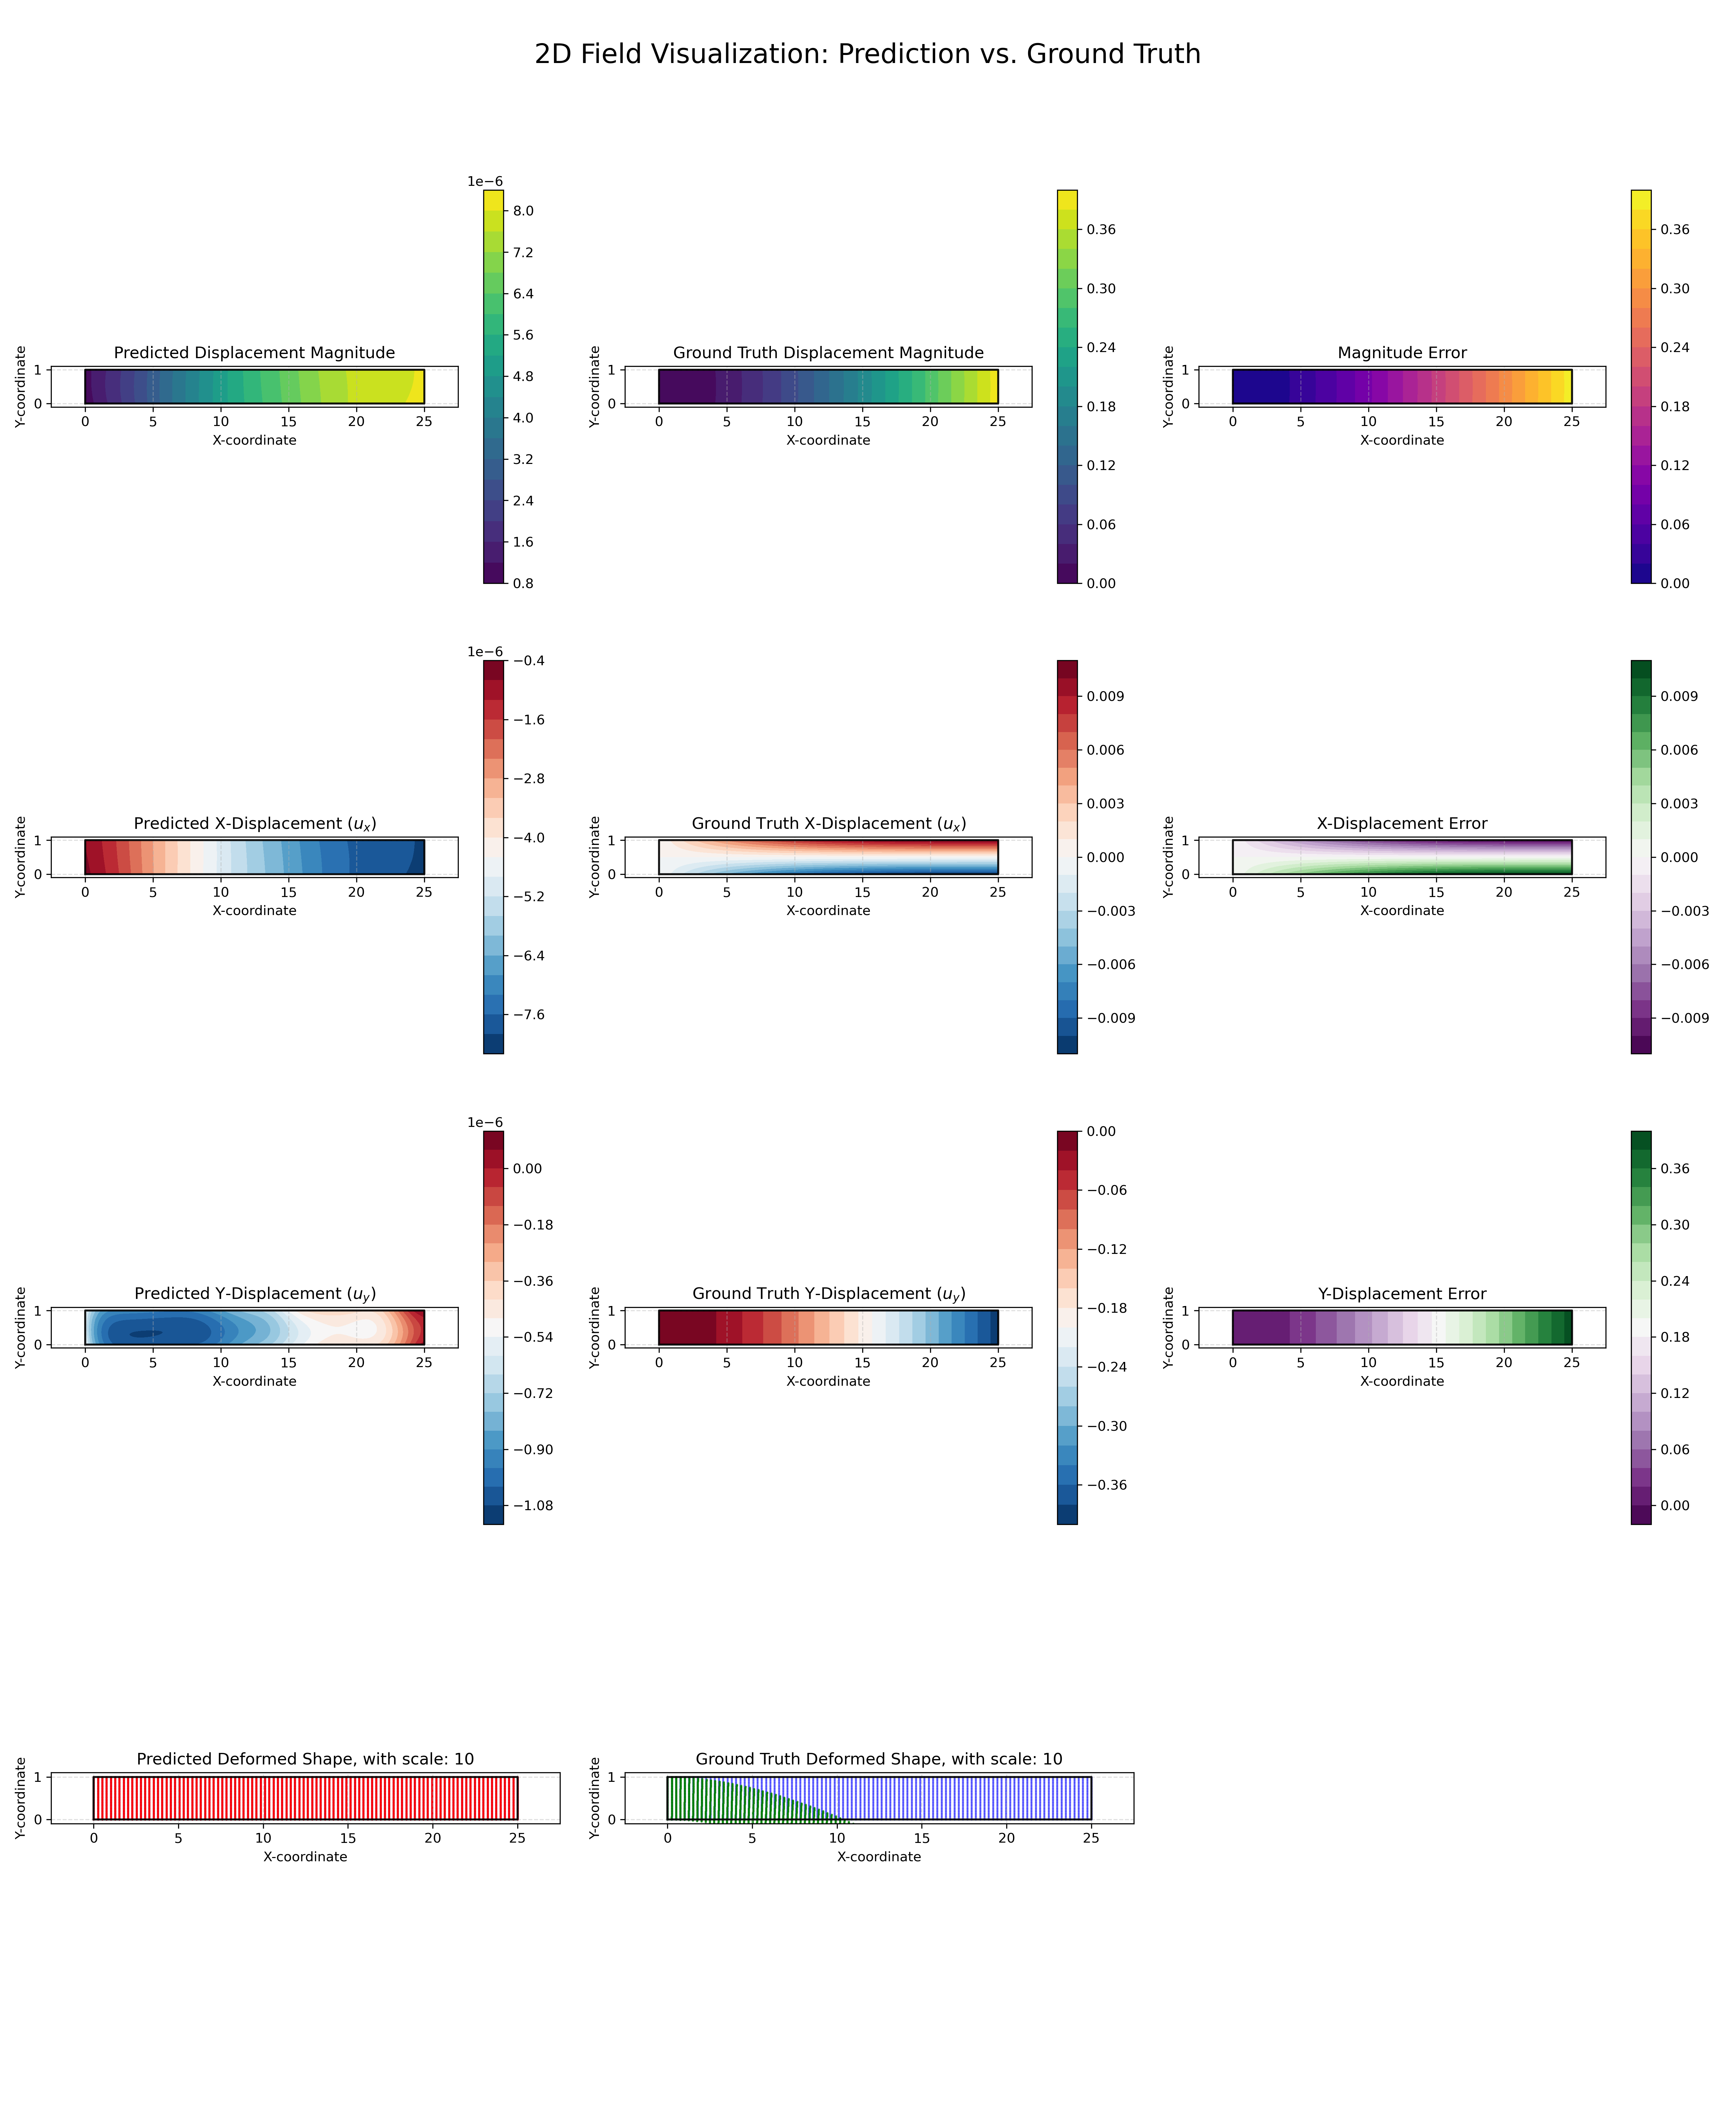 2D Field Visualization: Prediction vs. Ground Truth
1e−6
8.0
7.2
6.4
5.6
4.8
4.0
3.2
2.4
1.6
0.8
Predicted Displacement Magnitude
Y-coordinate
1
0
0 5 10 15 20 25
X-coordinate
0.36
0.30
0.24
0.18
0.12
0.06
0.00
Ground Truth Displacement Magnitude
Y-coordinate
1
0
0 5 10 15 20 25
X-coordinate
0.36
0.30
0.24
0.18
0.12
0.06
0.00
Magnitude Error
Y-coordinate
1
0
0 5 10 15 20 25
X-coordinate
1e−6
−0.4
−1.6
−2.8
−4.0
−5.2
−6.4
−7.6
Predicted X-Displacement (uₓ)
Y-coordinate
1
0
0 5 10 15 20 25
X-coordinate
0.009
0.006
0.003
0.000
−0.003
−0.006
−0.009
Ground Truth X-Displacement (uₓ)
Y-coordinate
1
0
0 5 10 15 20 25
X-coordinate
0.009
0.006
0.003
0.000
−0.003
−0.006
−0.009
X-Displacement Error
Y-coordinate
1
0
0 5 10 15 20 25
X-coordinate
1e−6
0.00
−0.18
−0.36
−0.54
−0.72
−0.90
−1.08
Predicted Y-Displacement (u_y)
Y-coordinate
1
0
0 5 10 15 20 25
X-coordinate
0.00
−0.06
−0.12
−0.18
−0.24
−0.30
−0.36
Ground Truth Y-Displacement (u_y)
Y-coordinate
1
0
0 5 10 15 20 25
X-coordinate
0.36
0.30
0.24
0.18
0.12
0.06
0.00
Y-Displacement Error
Y-coordinate
1
0
0 5 10 15 20 25
X-coordinate
Predicted Deformed Shape, with scale: 10
Y-coordinate
1
0
0 5 10 15 20 25
X-coordinate
Ground Truth Deformed Shape, with scale: 10
Y-coordinate
1
0
0 5 10 15 20 25
X-coordinate